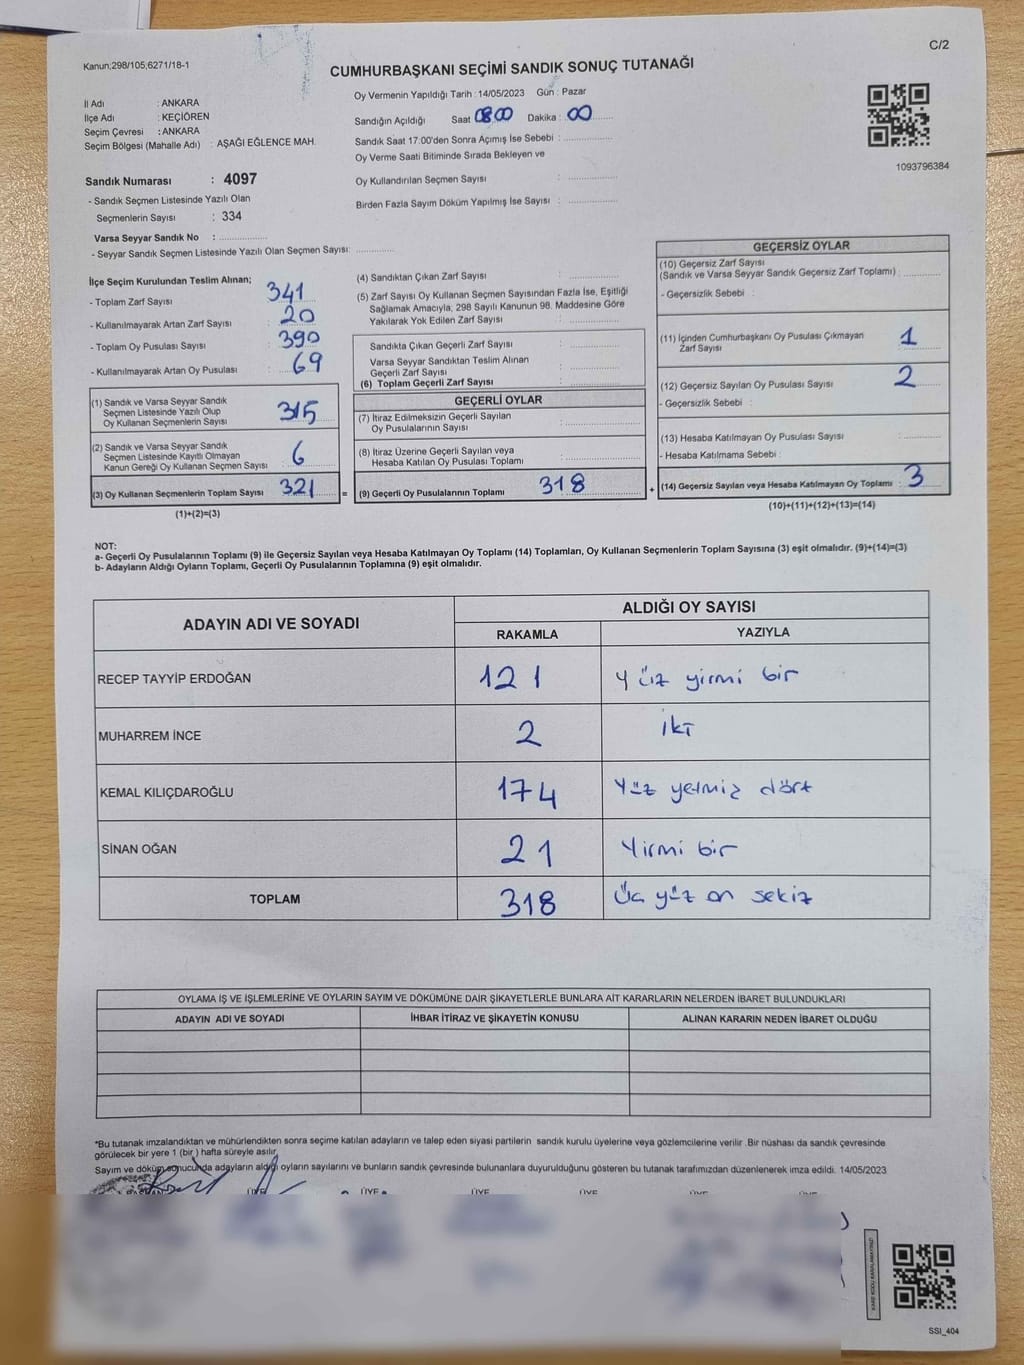 C/2
Kanun:298/105,6271/18-1
CUMHURBAŞKANI SEÇİMİ SANDIK SONUÇ TUTANAĞI
İl Adı : ANKARA
İlçe Adı : KEÇİÖREN
Seçim Çevresi : ANKARA
Seçim Bölgesi (Mahalle Adı) : AŞAĞI EĞLENCE MAH.
Sandık Numarası : 4097
- Sandık Seçmen Listesinde Yazılı Olan
Seçmenlerin Sayısı : 334
Varsa Seyyar Sandık No :
- Seyyar Sandık Seçmen Listesinde Yazılı Olan Seçmen Sayısı:
Oy Vermenin Yapıldığı Tarih : 14/05/2023 Gün : Pazar
Sandığın Açıldığı Saat 08:00 Dakika : 00
Sandık Saat 17.00'den Sonra Açımış İse Sebebi :
Oy Verme Saati Bitiminde Sırada Bekleyen ve
Oy Kullandırılan Seçmen Sayısı :
Birden Fazla Sayım Döküm Yapılmış İse Sayısı :
1093796384
İlçe Seçim Kurulundan Teslim Alınan;
- Toplam Zarf Sayısı : 341
- Kullanılmayarak Artan Zarf Sayısı : 20
- Toplam Oy Pusulası Sayısı : 390
- Kullanılmayarak Artan Oy Pusulası : 69
(1) Sandık ve Varsa Seyyar Sandık
Seçmen Listesinde Yazılı Olup
Oy Kullanan Seçmenlerin Sayısı : 315
(2) Sandık ve Varsa Seyyar Sandık
Seçmen Listesinde Kayıtlı Olmayan
Kanun Gereği Oy Kullanan Seçmen Sayısı : 6
(3) Oy Kullanan Seçmenlerin Toplam Sayısı : 321 =
(1)+(2)=(3)
(4) Sandıktan Çıkan Zarf Sayısı :
(5) Zarf Sayısı Oy Kullanan Seçmen Sayısından Fazla İse, Eşitliği
Sağlamak Amacıyla; 298 Sayılı Kanunun 98. Maddesine Göre
Yakılarak Yok Edilen Zarf Sayısı :
Sandıkta Çıkan Geçerli Zarf Sayısı :
Varsa Seyyar Sandıktan Teslim Alınan
Geçerli Zarf Sayısı :
(6) Toplam Geçerli Zarf Sayısı :
GEÇERLİ OYLAR
(7) İtiraz Edilmeksizin Geçerli Sayılan
Oy Pusulalarının Sayısı :
(8) İtiraz Üzerine Geçerli Sayılan veya
Hesaba Katılan Oy Pusulası Toplamı :
(9) Geçerli Oy Pusulalarının Toplamı 318 +
GEÇERSİZ OYLAR
(10) Geçersiz Zarf Sayısı
(Sandık ve Varsa Seyyar Sandık Geçersiz Zarf Toplamı) :
- Geçersizlik Sebebi :
(11) İçinden Cumhurbaşkanı Oy Pusulası Çıkmayan
Zarf Sayısı : 1
(12) Geçersiz Sayılan Oy Pusulası Sayısı : 2
- Geçersizlik Sebebi :
(13) Hesaba Katılmayan Oy Pusulası Sayısı :
- Hesaba Katılmama Sebebi :
(14) Geçersiz Sayılan veya Hesaba Katılmayan Oy Toplamı : 3
(10)+(11)+(12)+(13)=(14)
NOT:
a- Geçerli Oy Pusulalarının Toplamı (9) ile Geçersiz Sayılan veya Hesaba Katılmayan Oy Toplamı (14) Toplamları, Oy Kullanan Seçmenlerin Toplam Sayısına (3) eşit olmalıdır. (9)+(14)=(3)
b- Adayların Aldığı Oyların Toplamı, Geçerli Oy Pusulalarının Toplamına (9) eşit olmalıdır.
ADAYIN ADI VE SOYADI
ALDIĞI OY SAYISI
RAKAMLA YAZIYLA
RECEP TAYYİP ERDOĞAN 121 Yüz yirmi bir
MUHARREM İNCE 2 İki
KEMAL KILIÇDAROĞLU 174 Yüz yetmiz dört
SİNAN OĞAN 21 Yirmi bir
TOPLAM 318 Üç yüz on sekiz
OYLAMA İŞ VE İŞLEMLERİNE VE OYLARIN SAYIM VE DÖKÜMÜNE DAİR ŞİKAYETLERLE BUNLARA AİT KARARLARIN NELERDEN İBARET BULUNDUKLARI
ADAYIN ADI VE SOYADI İHBAR İTİRAZ VE ŞİKAYETİN KONUSU ALINAN KARARIN NEDEN İBARET OLDUĞU
*Bu tutanak imzalandıktan ve mühürlendikten sonra seçime katılan adayların ve talep eden siyasi partilerin sandık kurulu üyelerine veya gözlemcilerine verilir. Bir nüshası da sandık çevresinde
görülecek bir yere 1 (bir) hafta süreyle asılır.
Sayım ve döküm sonucunda adayların aldığı oyların sayılarını ve bunların sandık çevresinde bulunanlara duyurulduğunu gösteren bu tutanak tarafımızdan düzenlenerek imza edildi. 14/05/2023
BAŞKAN ÜYE ÜYE ÜYE ÜYE ÜYE ÜYE
SSI_404